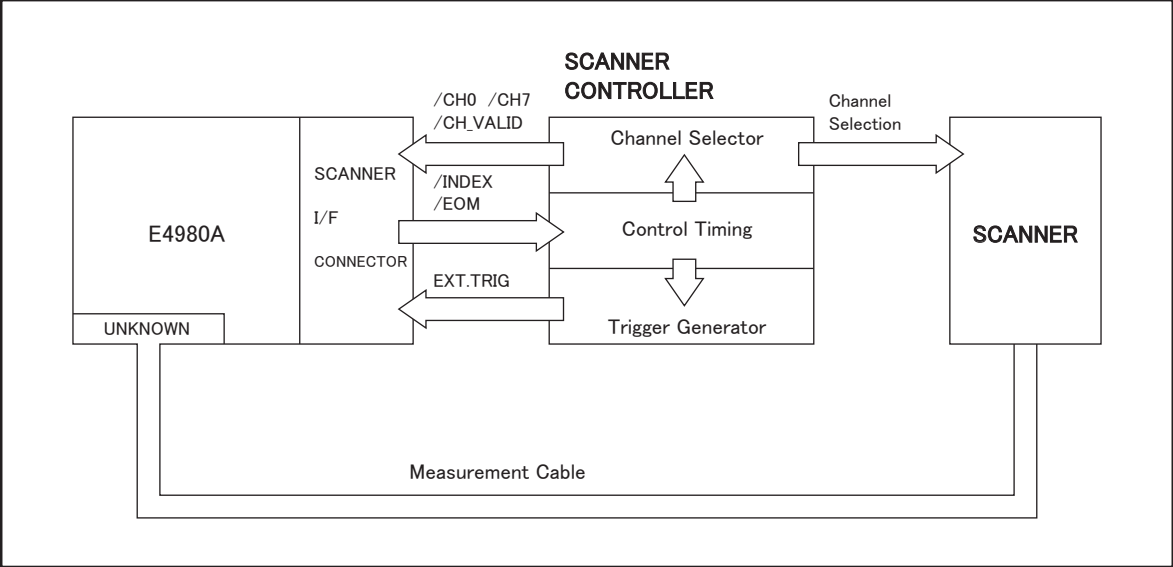 SCANNER
CONTROLLER
/CH0 /CH7
/CH_VALID
Channel
Selection
Channel Selector
SCANNER
I/F
CONNECTOR
/INDEX
/EOM
E4980A
Control Timing
SCANNER
EXT.TRIG
UNKNOWN
Trigger Generator
Measurement Cable